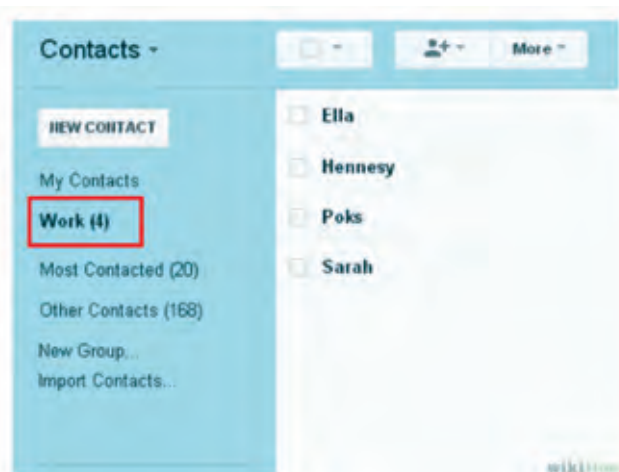 Contacts
More
NEW CONTACT
My Contacts
Work (4)
Most Contacted (20)
Other Contacts (168)
New Group...
Import Contacts...
Ella
Hennesy
Poks
Sarah